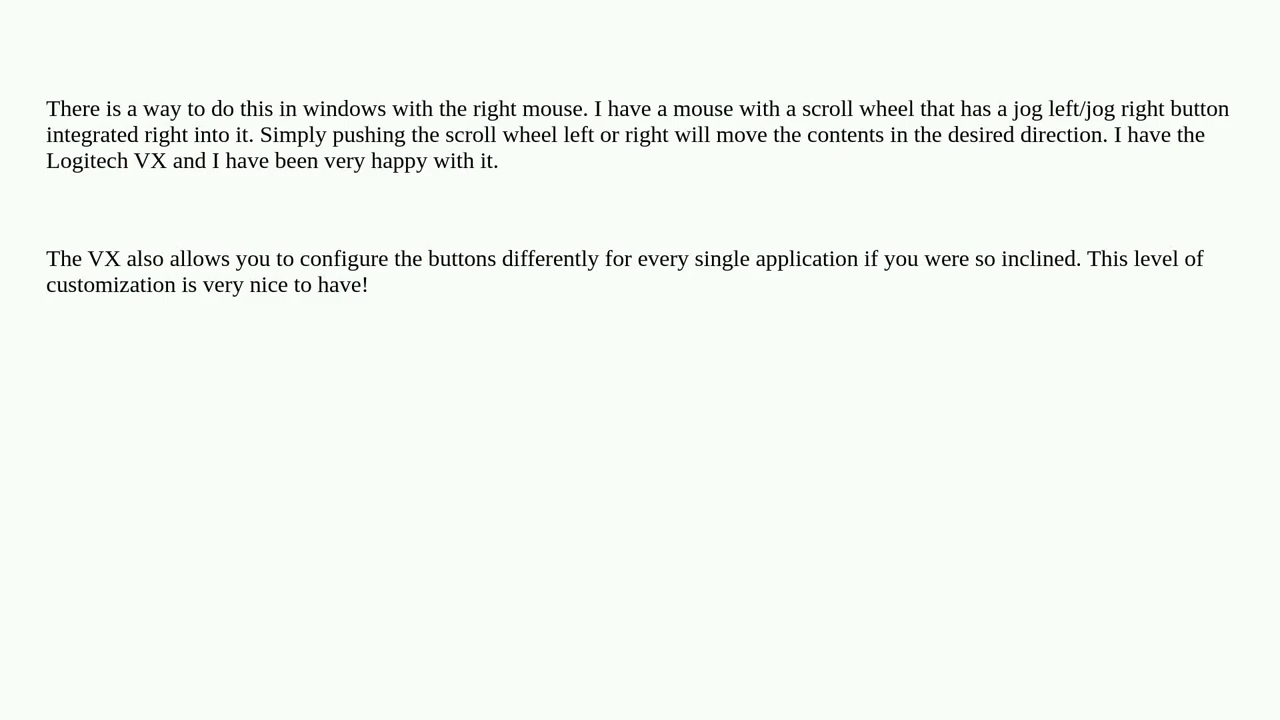 There is a way to do this in windows with the right mouse. I have a mouse with a scroll wheel that has a jog left/jog right button
integrated right into it. Simply pushing the scroll wheel left or right will move the contents in the desired direction. I have the
Logitech VX and I have been very happy with it.
The VX also allows you to configure the buttons differently for every single application if you were so inclined. This level of
customization is very nice to have!